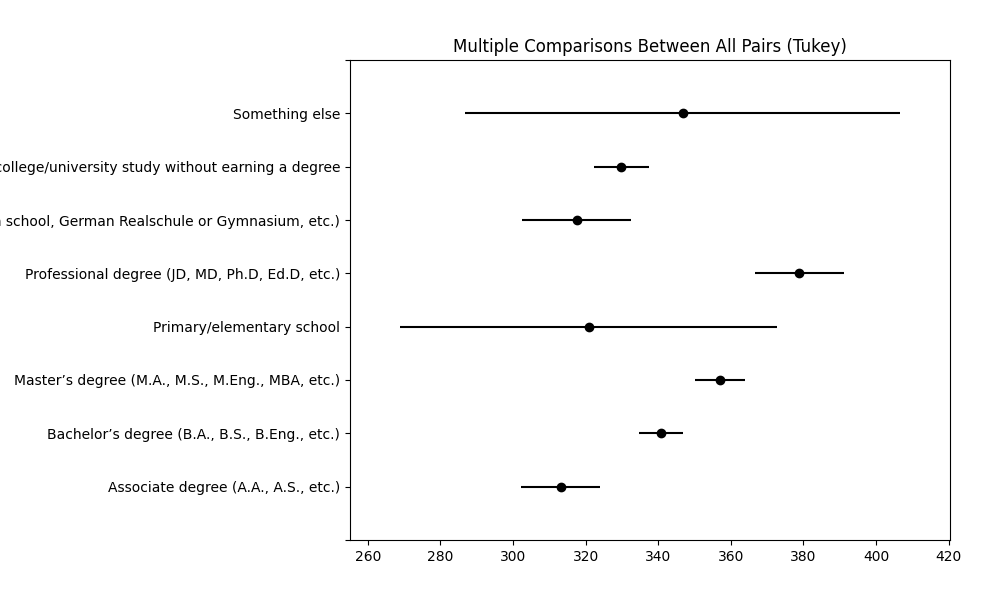 Multiple Comparisons Between All Pairs (Tukey)
Something else
college/university study without earning a degree
school, German Realschule or Gymnasium, etc.)
Professional degree (JD, MD, Ph.D, Ed.D, etc.)
Primary/elementary school
Master’s degree (M.A., M.S., M.Eng., MBA, etc.)
Bachelor’s degree (B.A., B.S., B.Eng., etc.)
Associate degree (A.A., A.S., etc.)
260 280 300 320 340 360 380 400 420